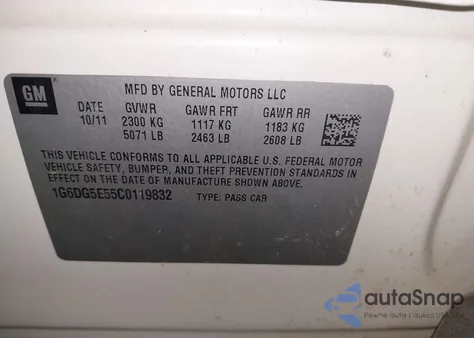 GM
MFD BY GENERAL MOTORS LLC
DATE GVWR GAWR FRT GAWR RR
10/11 2300 KG 1117 KG 1183 KG
5071 LB 2463 LB 2608 LB
THIS VEHICLE CONFORMS TO ALL APPLICABLE U.S. FEDERAL MOTOR
VEHICLE SAFETY, BUMPER, AND THEFT PREVENTION STANDARDS IN
EFFECT ON THE DATE OF MANUFACTURE SHOWN ABOVE.
1G6DG5E55C0119832 TYPE: PASS CAR
autaSnap